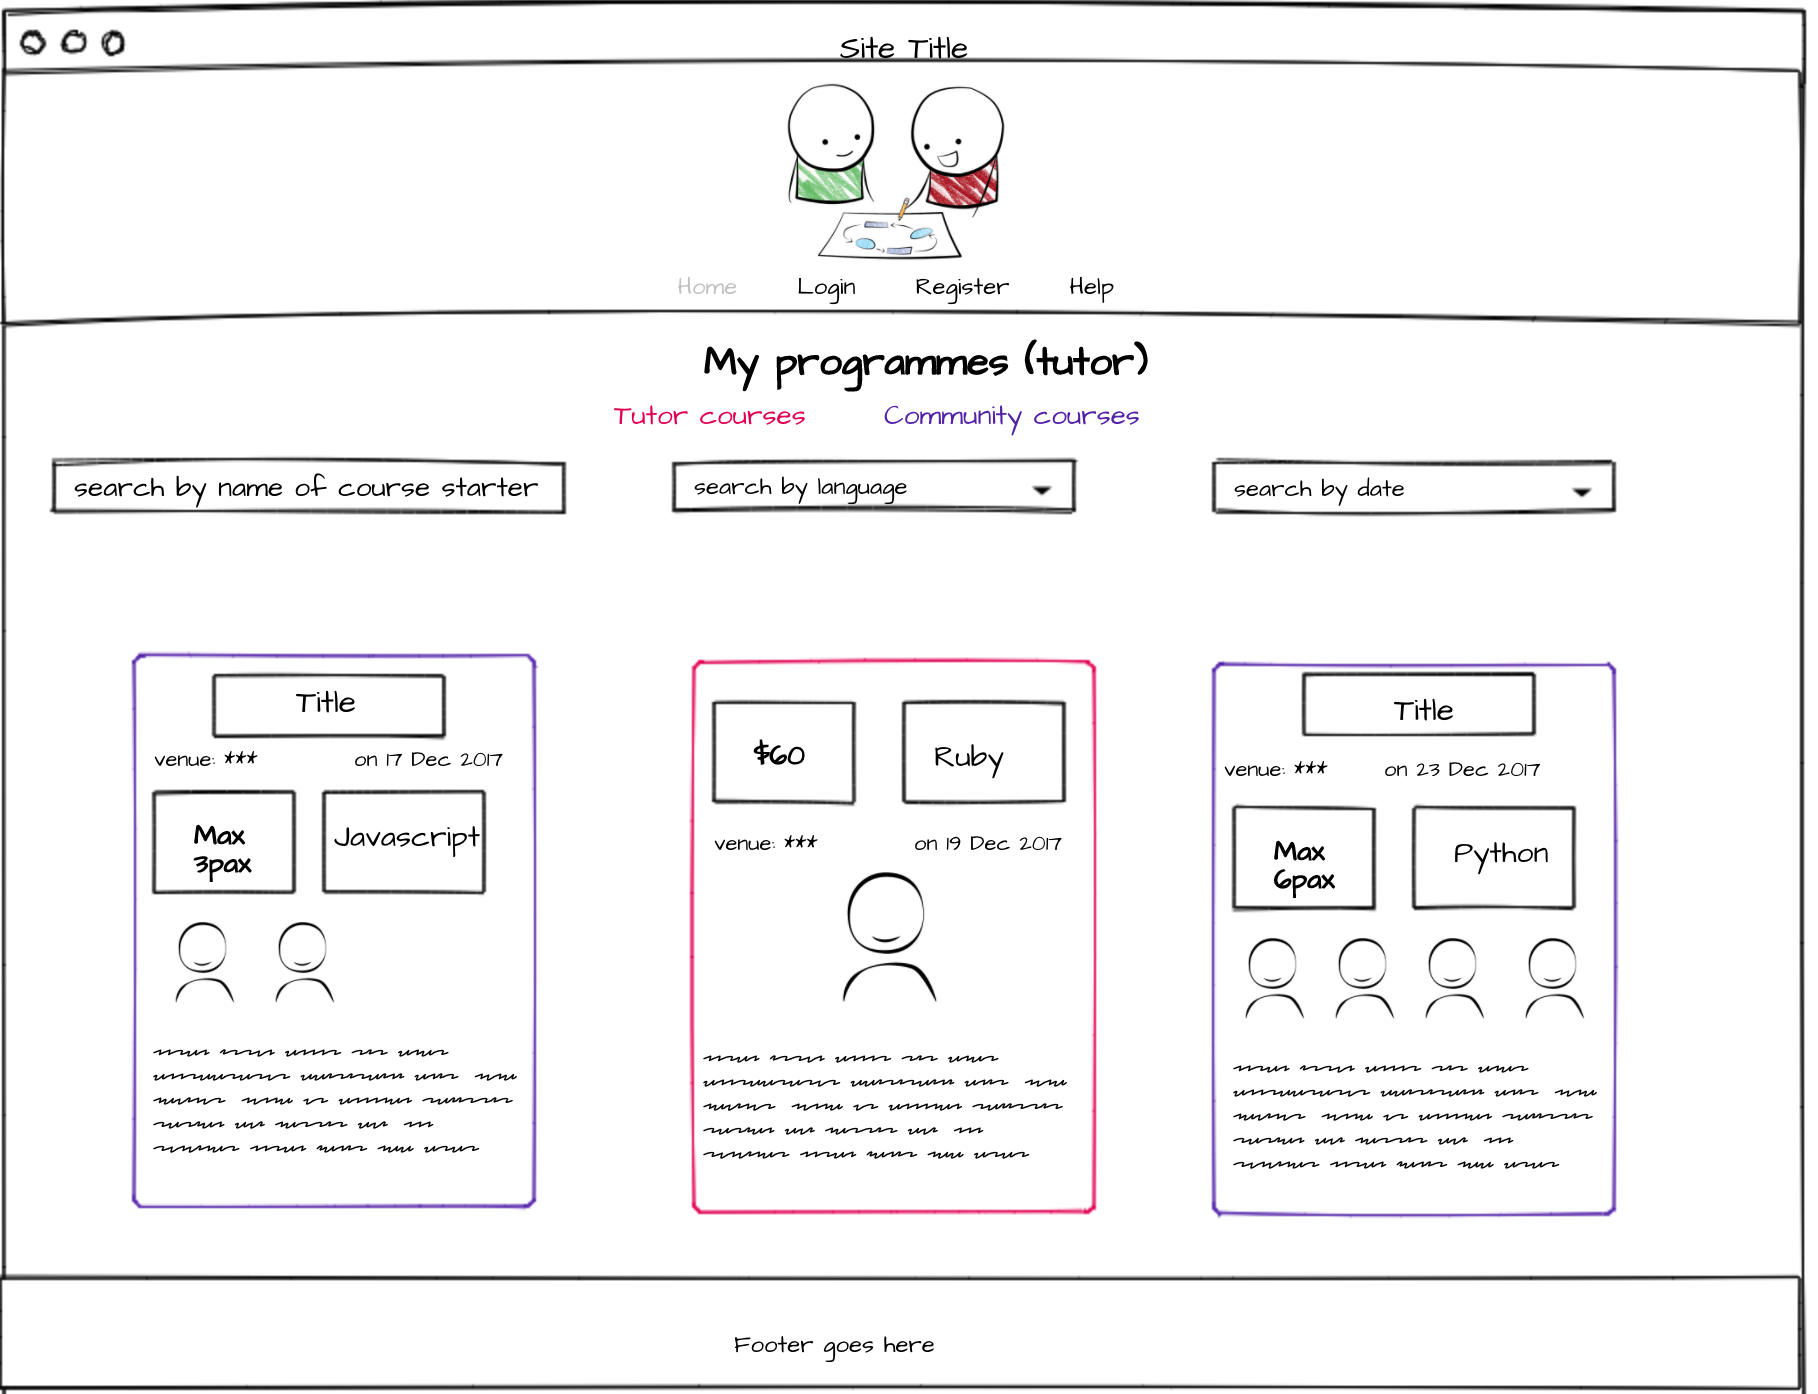 Site Title
Home Login Register Help
My programmes (tutor)
Tutor courses Community courses
search by name of course starter
search by language
search by date
Title
venue: *** on 17 Dec 2017
Max
3pax
Javascript
$60
Ruby
venue: *** on 19 Dec 2017
Title
venue: *** on 23 Dec 2017
Max
6pax
Python
Footer goes here